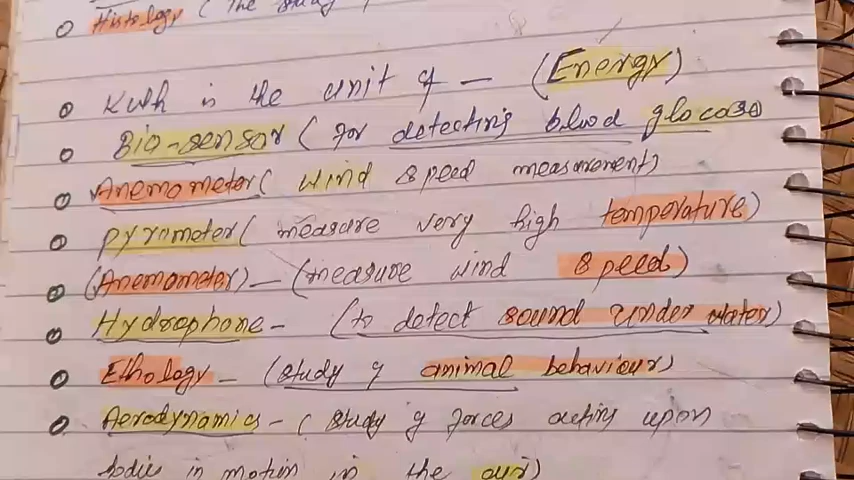 Histology ( The study
Kwh is the unit of — (Energy)
Bio-sensor ( for detecting blood glocose
Anemometer ( wind speed measurement)
pyrometer ( measure very high temperature)
(Anemometer) — (measure wind speed)
Hydrophone - (to detect sound under water)
Ethology - (study of animal behaviour)
Aerodynamics - ( study of forces acting upon
bodies in motion in the air)